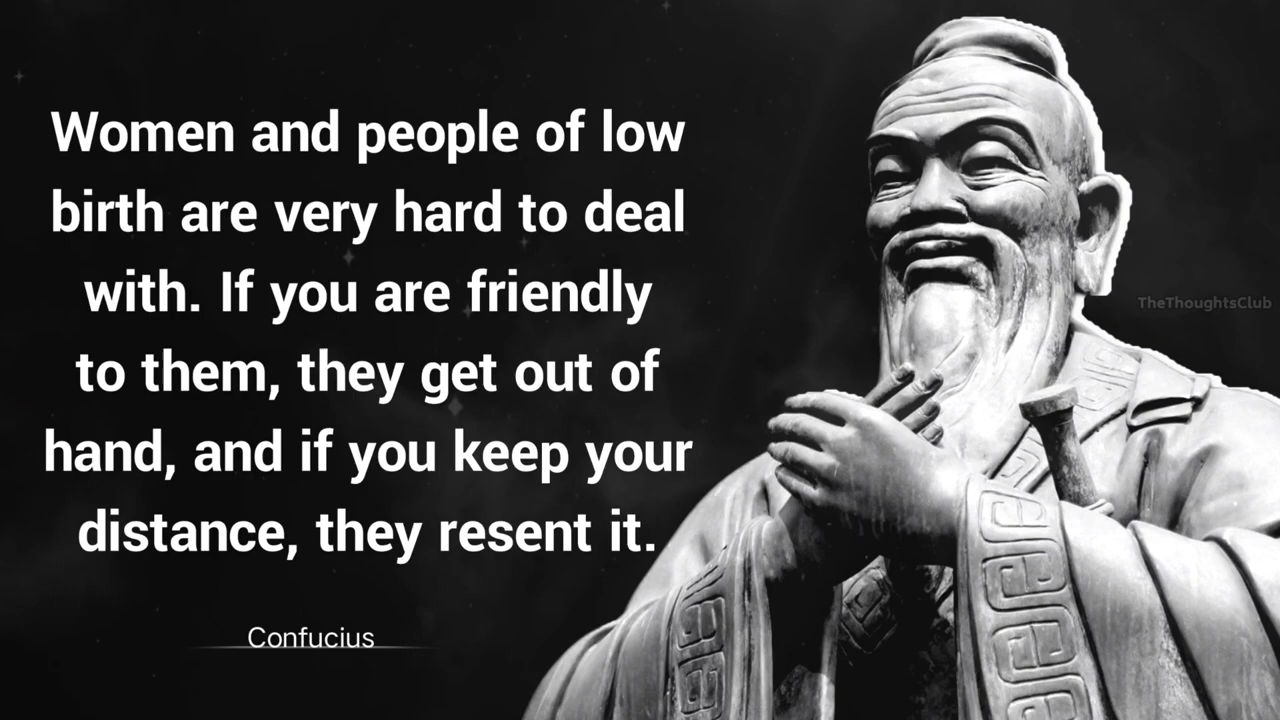 Women and people of low
birth are very hard to deal
with. If you are friendly
to them, they get out of
hand, and if you keep your
distance, they resent it.
Confucius
TheThoughtsClub